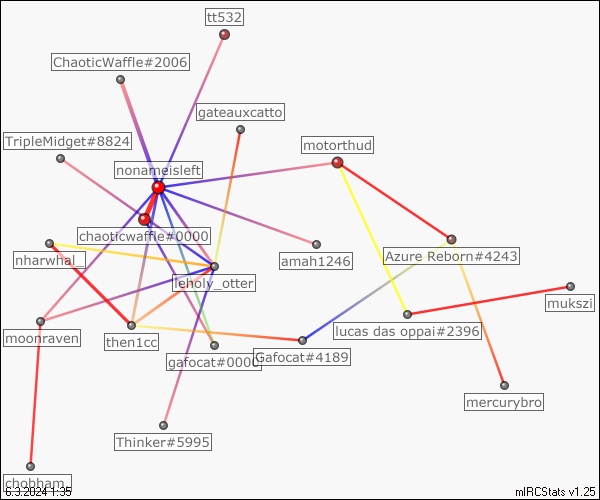 tt532
ChaoticWaffle#2006
gateauxcatto
TripleMidget#8824
motorthud
nonameisleft
chaoticwaffle#0000
Azure Reborn#4243
nharwhal_
amah1246
leholy_otter
mukszi
lucas das oppai#2396
moonraven
then1cc
gafocat#0000
Gafocat#4189
mercurybro
Thinker#5995
chobham_
6.3.2024 1:35
mIRCStats v1.25